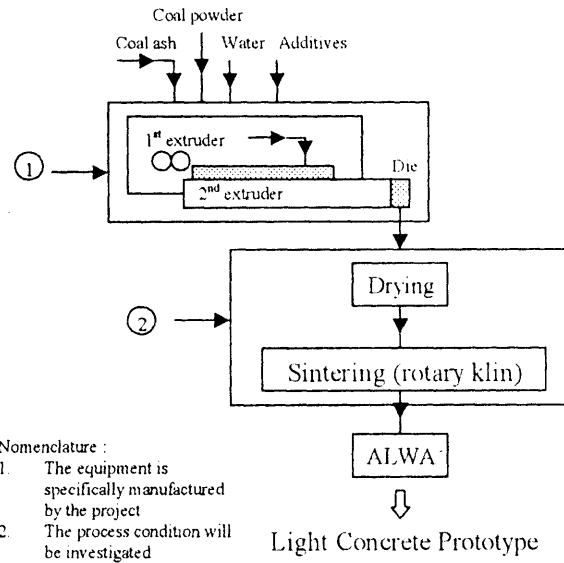 Coal powder
Coal ash
Water
Additives
1st extruder
Die
1
2nd extruder
Drying
2
Sintering (rotary klin)
ALWA
Nomenclature :
1. The equipment is
specifically manufactured
by the project
2. The process condition will
be investigated
Light Concrete Prototype